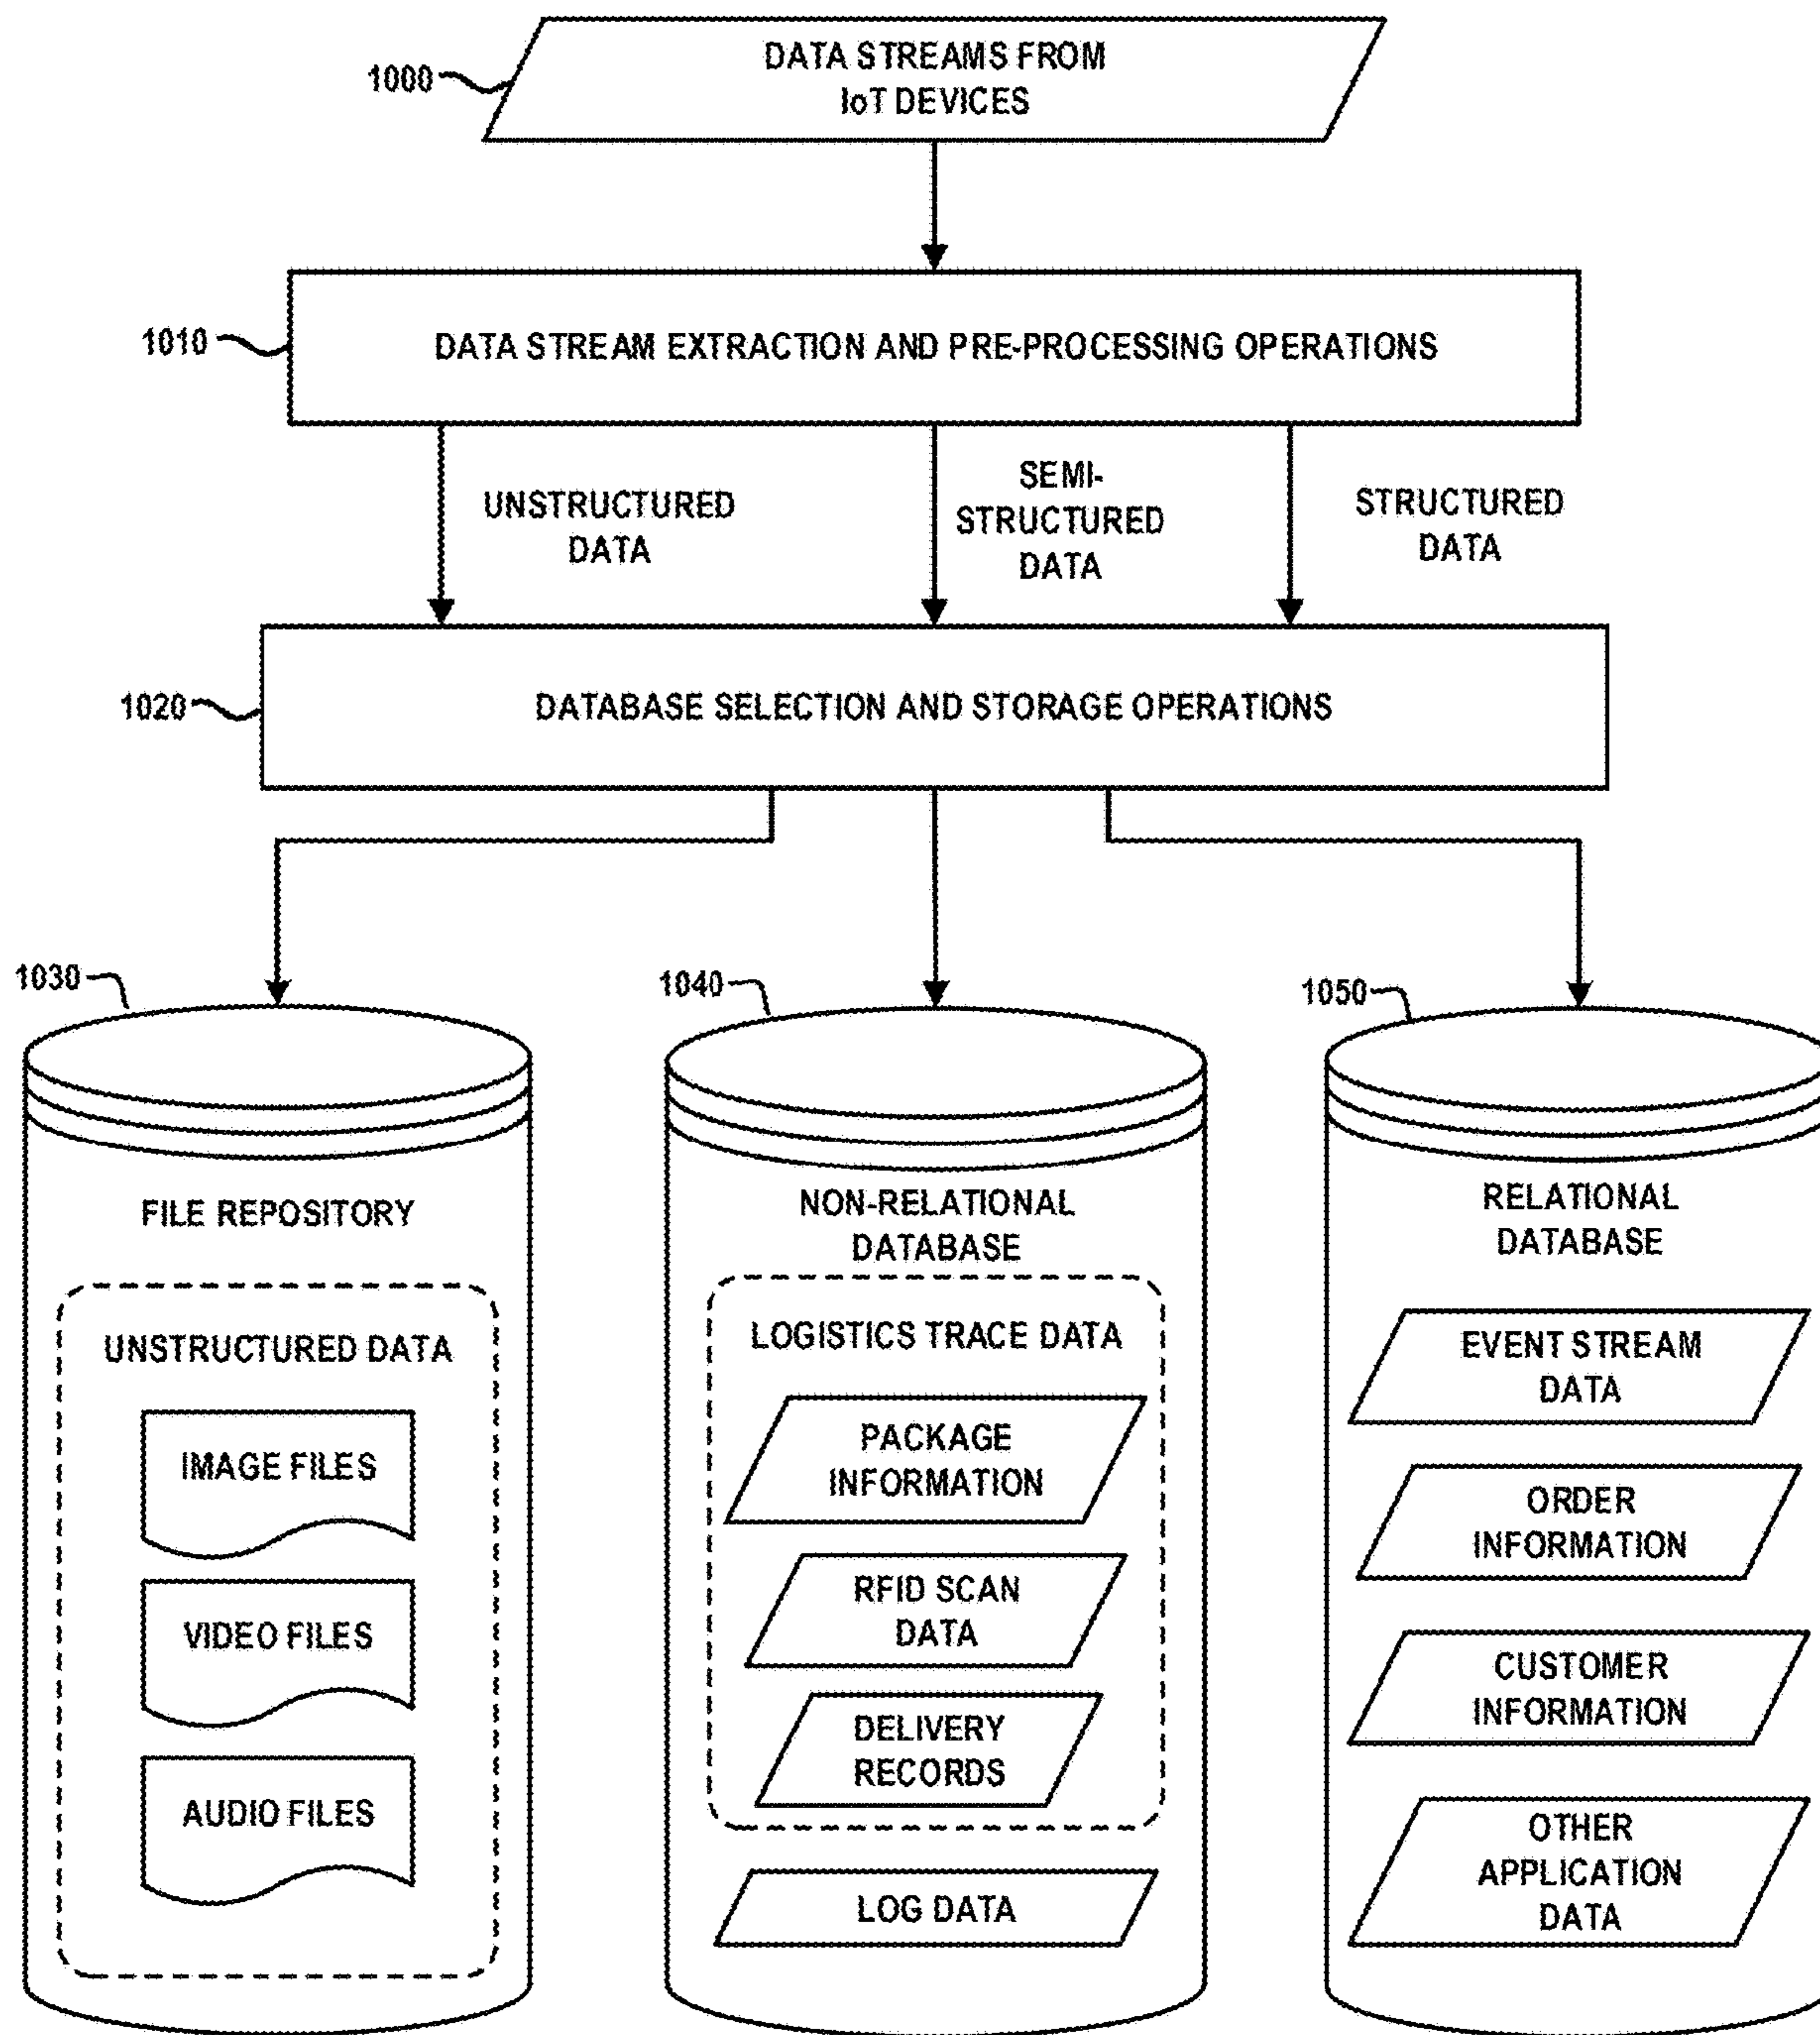 1000
DATA STREAMS FROM
IoT DEVICES
1010
DATA STREAM EXTRACTION AND PRE-PROCESSING OPERATIONS
UNSTRUCTURED
DATA
SEMI-
STRUCTURED
DATA
STRUCTURED
DATA
1020
DATABASE SELECTION AND STORAGE OPERATIONS
1030
FILE REPOSITORY
UNSTRUCTURED DATA
IMAGE FILES
VIDEO FILES
AUDIO FILES
1040
NON-RELATIONAL
DATABASE
LOGISTICS TRACE DATA
PACKAGE
INFORMATION
RFID SCAN
DATA
DELIVERY
RECORDS
LOG DATA
1050
RELATIONAL
DATABASE
EVENT STREAM
DATA
ORDER
INFORMATION
CUSTOMER
INFORMATION
OTHER
APPLICATION
DATA